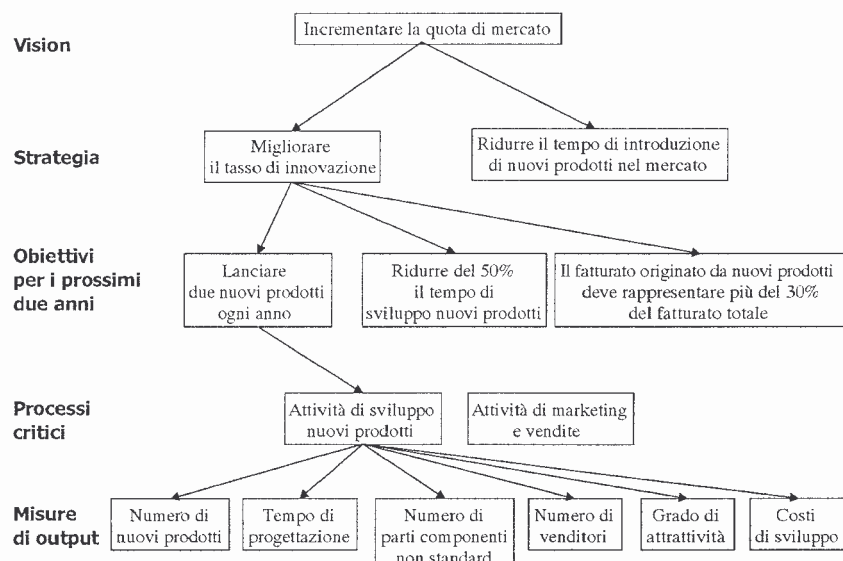 Vision
Incrementare la quota di mercato
Strategia
Migliorare
il tasso di innovazione
Ridurre il tempo di introduzione
di nuovi prodotti nel mercato
Obiettivi
per i prossimi
due anni
Lanciare
due nuovi prodotti
ogni anno
Ridurre del 50%
il tempo di
sviluppo nuovi prodotti
Il fatturato originato da nuovi prodotti
deve rappresentare più del 30%
del fatturato totale
Processi
critici
Attività di sviluppo
nuovi prodotti
Attività di marketing
e vendite
Misure
di output
Numero di
nuovi prodotti
Tempo di
progettazione
Numero di
parti componenti
non standard
Numero di
venditori
Grado di
attrattività
Costi
di sviluppo